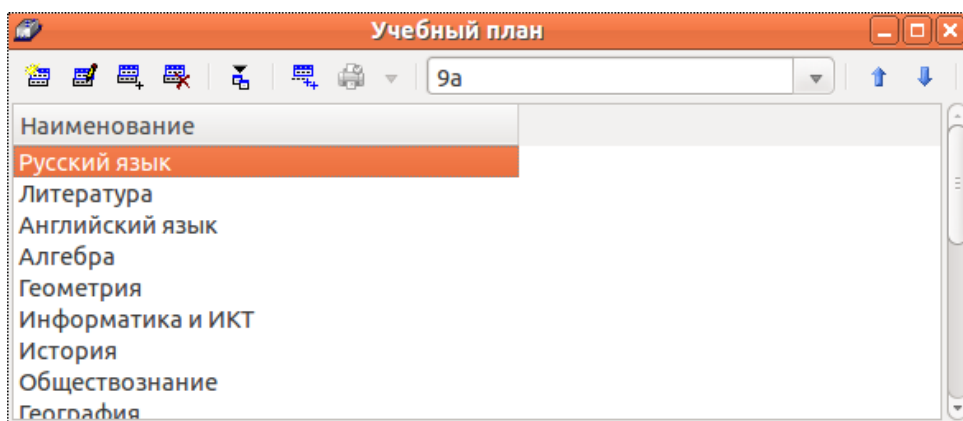 Учебный план
9а
Наименование
Русский язык
Литература
Английский язык
Алгебра
Геометрия
Информатика и ИКТ
История
Обществознание
География